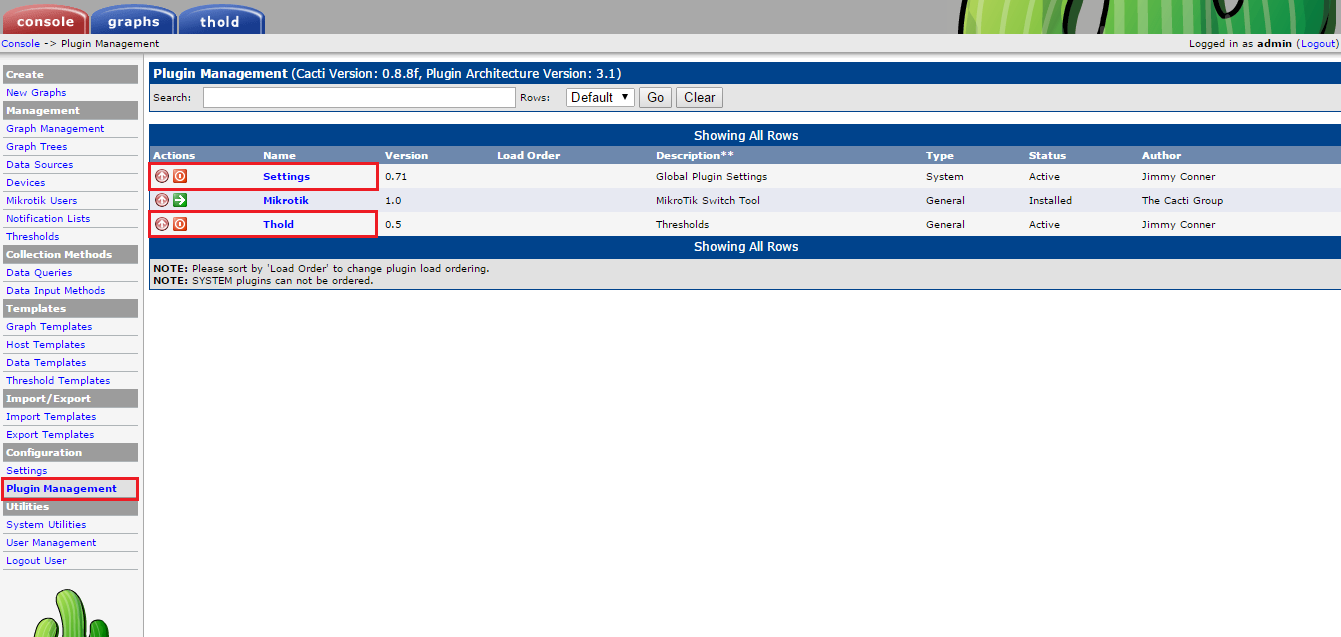 console graphs thold
Console -> Plugin Management
Logged in as admin (Logout)
Create
New Graphs
Management
Graph Management
Graph Trees
Data Sources
Devices
Mikrotik Users
Notification Lists
Thresholds
Collection Methods
Data Queries
Data Input Methods
Templates
Graph Templates
Host Templates
Data Templates
Threshold Templates
Import/Export
Import Templates
Export Templates
Configuration
Settings
Plugin Management
Utilities
System Utilities
User Management
Logout User
Plugin Management (Cacti Version: 0.8.8f, Plugin Architecture Version: 3.1)
Search: Rows: Default Go Clear
Showing All Rows
Actions Name Version Load Order Description** Type Status Author
Settings 0.71 Global Plugin Settings System Active Jimmy Conner
Mikrotik 1.0 MikroTik Switch Tool General Installed The Cacti Group
Thold 0.5 Thresholds General Active Jimmy Conner
Showing All Rows
NOTE: Please sort by 'Load Order' to change plugin load ordering.
NOTE: SYSTEM plugins can not be ordered.